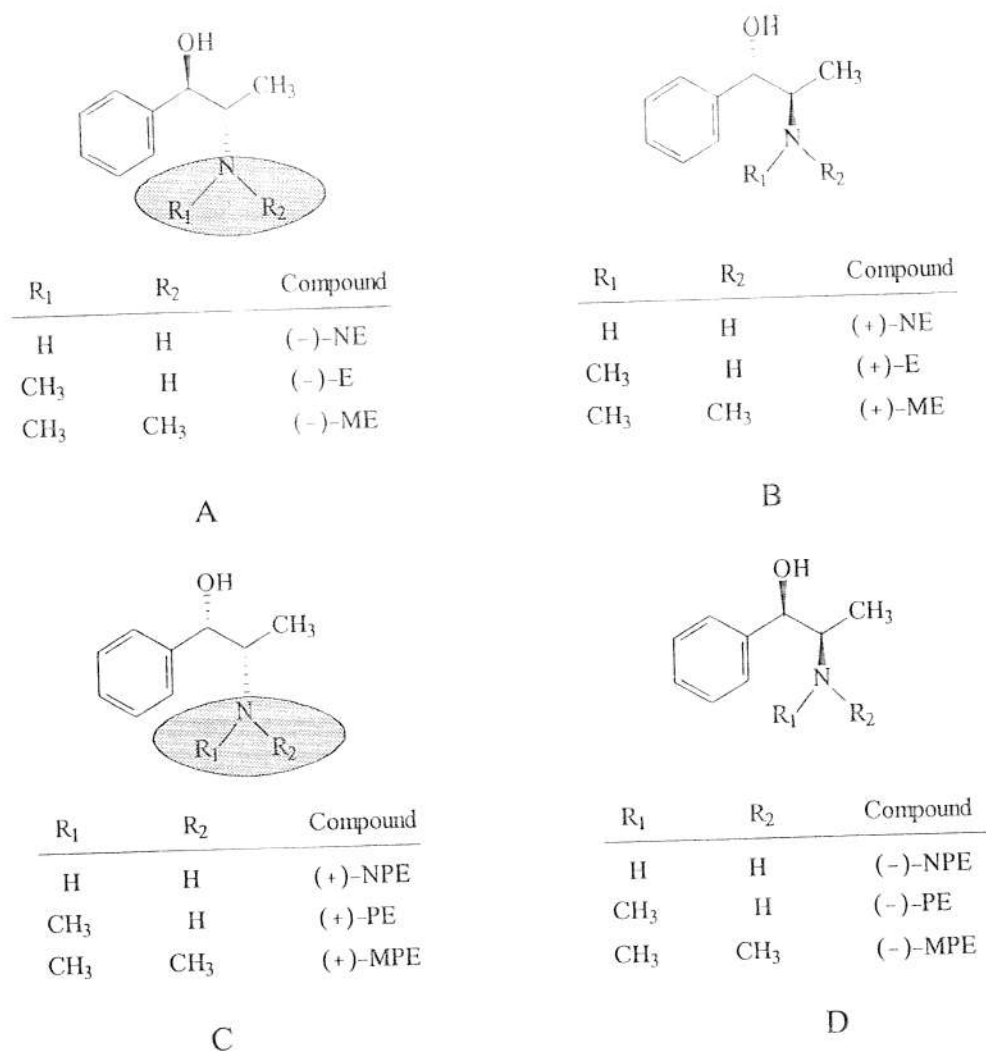 OH
CH3
N
R1 R2
R1 R2 Compound
H H (-)-NE
CH3 H (-)-E
CH3 CH3 (-)-ME
A
OH
CH3
N
R1 R2
R1 R2 Compound
H H (+)-NE
CH3 H (+)-E
CH3 CH3 (+)-ME
B
OH
CH3
N
R1 R2
R1 R2 Compound
H H (+)-NPE
CH3 H (+)-PE
CH3 CH3 (+)-MPE
C
OH
CH3
N
R1 R2
R1 R2 Compound
H H (-)-NPE
CH3 H (-)-PE
CH3 CH3 (-)-MPE
D